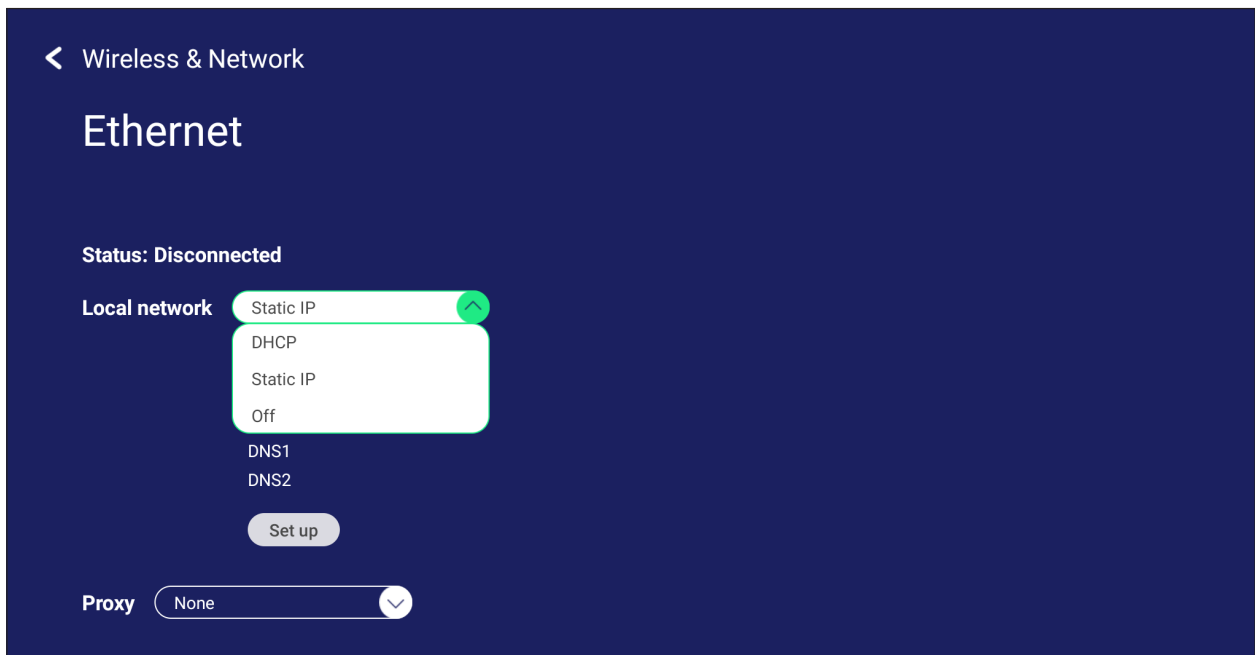 Wireless & Network
Ethernet
Status: Disconnected
Local network Static IP
DHCP
Static IP
Off
DNS1
DNS2
Set up
Proxy None